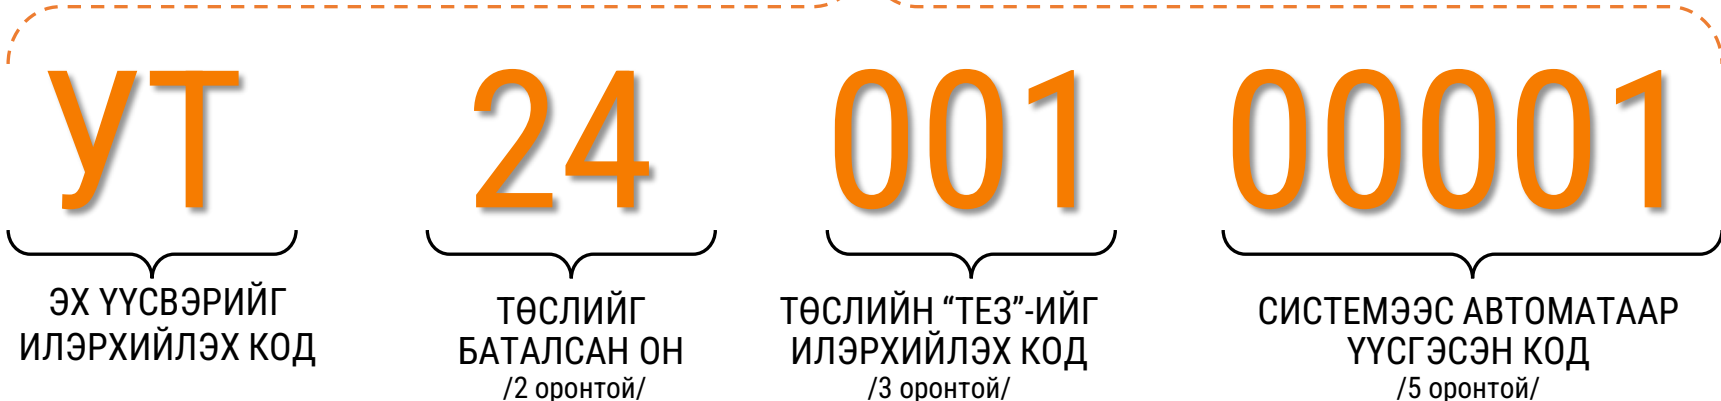 УТ 24 001 00001
ЭХ ҮҮСВЭРИЙГ
ИЛЭРХИЙЛЭХ КОД
ТӨСЛИЙГ
БАТАЛСАН ОН
/2 оронтой/
ТӨСЛИЙН “ТЕЗ”-ИЙГ
ИЛЭРХИЙЛЭХ КОД
/3 оронтой/
СИСТЕМЭЭС АВТОМАТААР
ҮҮСГЭСЭН КОД
/5 оронтой/